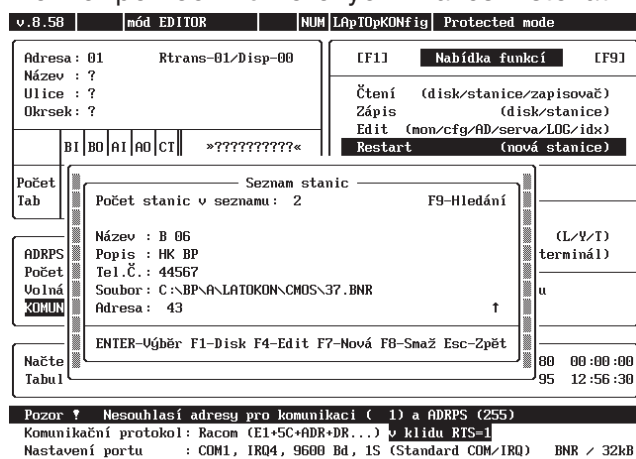 v.8.58 mód EDITOR NUM LApTOpKONfig Protected mode
Adresa: 01 Rtrans-01/Disp-00 [F1] Nabídka funkcí [F9]
Název : ?
Ulice : ? Čtení (disk/stanice/zapisovač)
Okrsek: ? Zápis (disk/stanice)
Edit (mon/cfg/AD/serva/LOG/idx)
BI BO AI AO CT »??????????« Restart (nová stanice)
Počet Seznam stanic
Tab Počet stanic v seznamu: 2 F9-Hledání
Název : B 06 (L/Y/T)
ADRPS Popis : HK BP terminál)
Počet Tel.Č.: 44567
Volná Soubor: C:\BP\A\LATOKON\CMOS\37.BNR u
KOMUN Adresa: 43 ↑
ENTER-Výběr F1-Disk F4-Edit F7-Nová F8-Smaž Esc-Zpět
Načte 80 00:00:00
Tabul 95 12:56:30
Pozor ! Nesouhlasí adresy pro komunikaci ( 1) a ADRPS (255)
Komunikační protokol: Racom (E1+5C+ADR+DR...) v klidu RTS=1
Nastavení portu : COM1, IRQ4, 9600 Bd, 1S (Standard COM/IRQ) BNR / 32kB